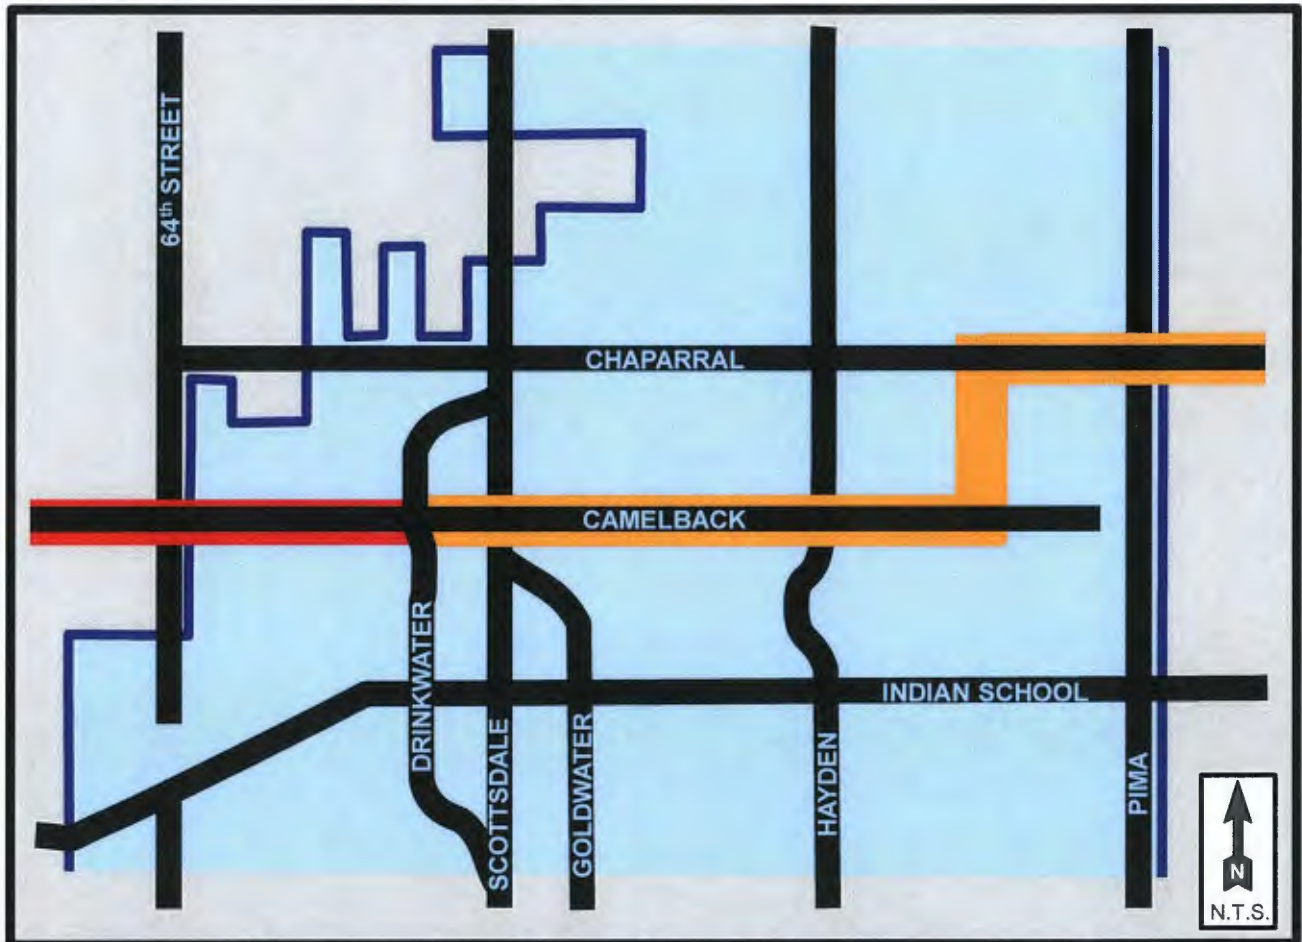 64th STREET
CHAPARRAL
CAMELBACK
DRINKWATER
SCOTTSDALE
GOLDWATER
HAYDEN
INDIAN SCHOOL
PIMA
N
N.T.S.